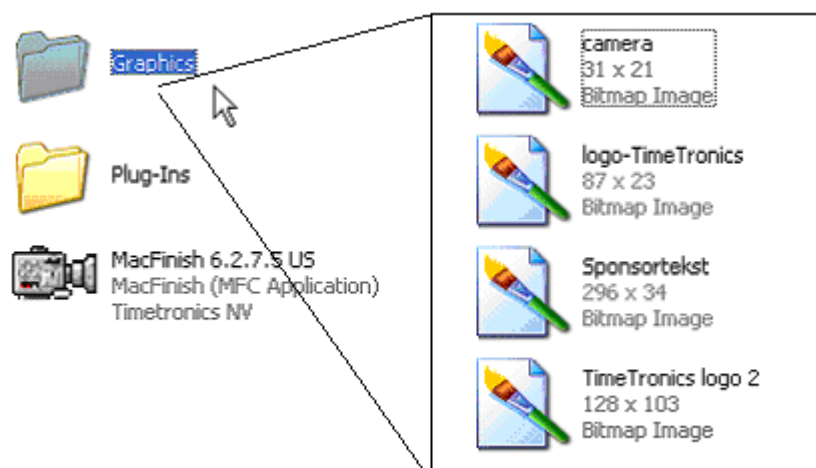 Graphics
Plug-Ins
MacFinish 6.2.7.5 US
MacFinish (MFC Application)
Timetronics NV
camera
31 x 21
Bitmap Image
logo-TimeTronics
87 x 23
Bitmap Image
Sponsortekst
296 x 34
Bitmap Image
TimeTronics logo 2
128 x 103
Bitmap Image